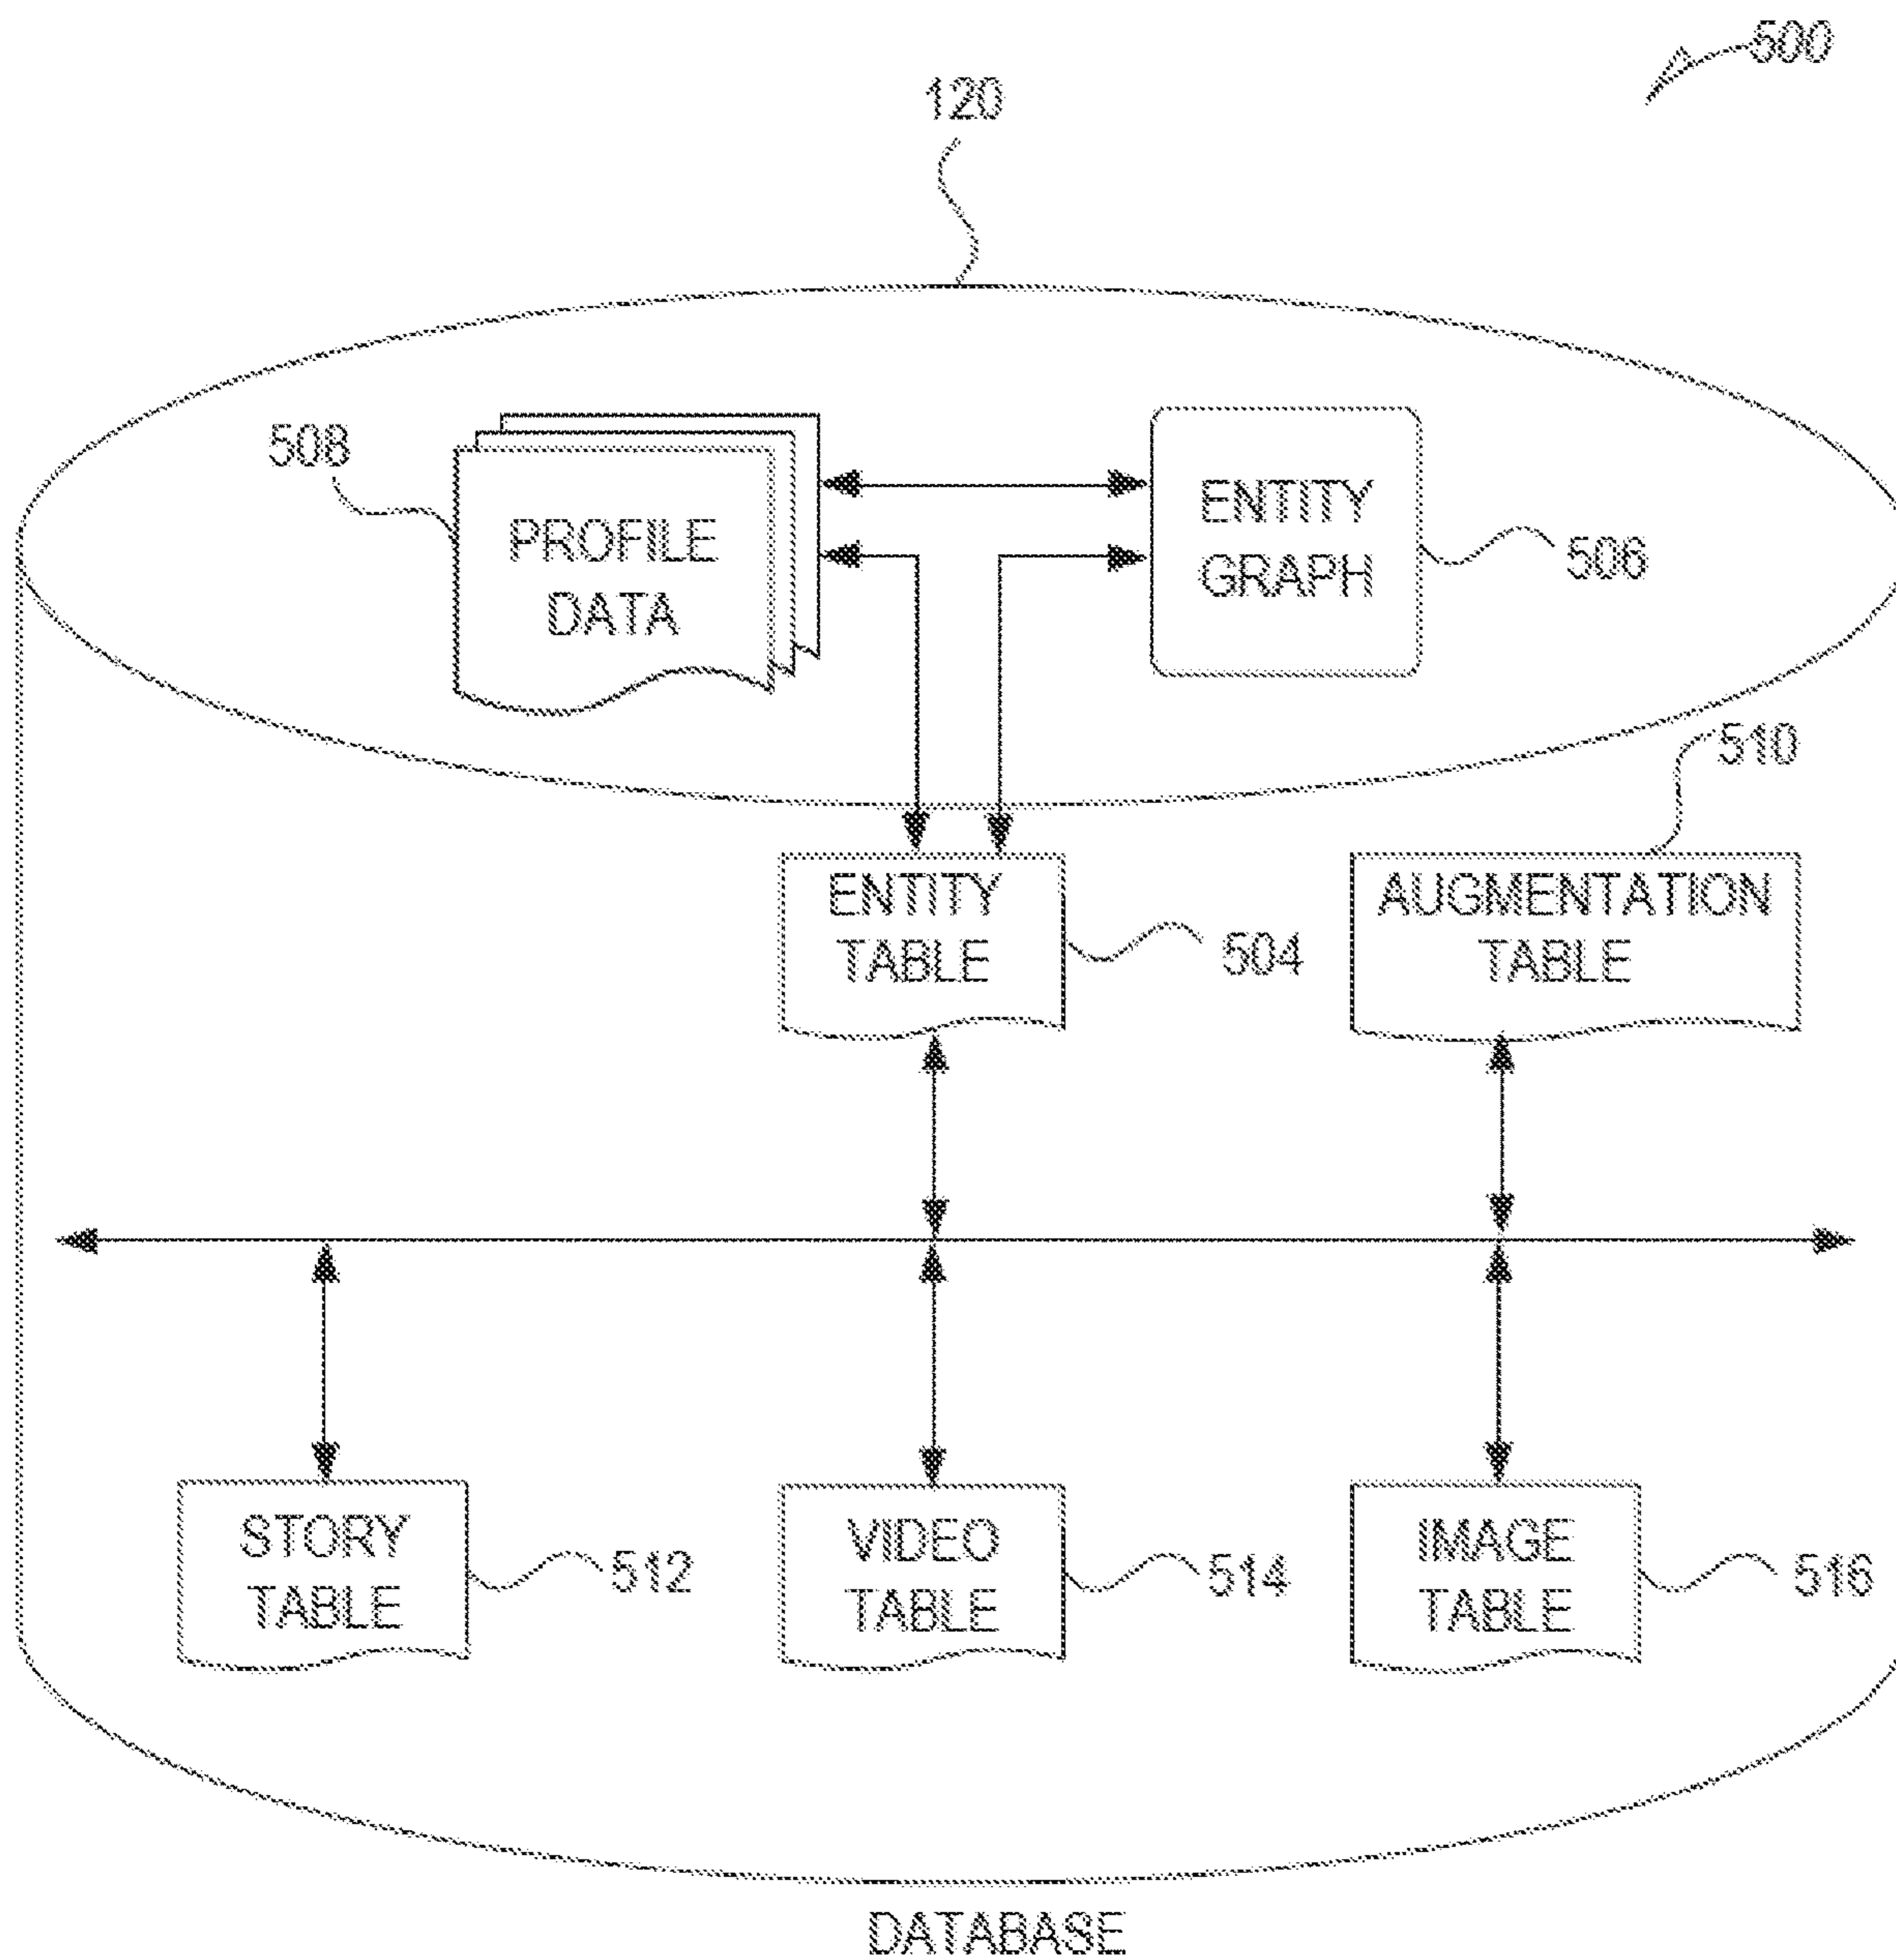 500
120
508
PROFILE
DATA
ENTITY
GRAPH
506
510
ENTITY
TABLE
504
AUGMENTATION
TABLE
STORY
TABLE
512
VIDEO
TABLE
514
IMAGE
TABLE
516
DATABASE